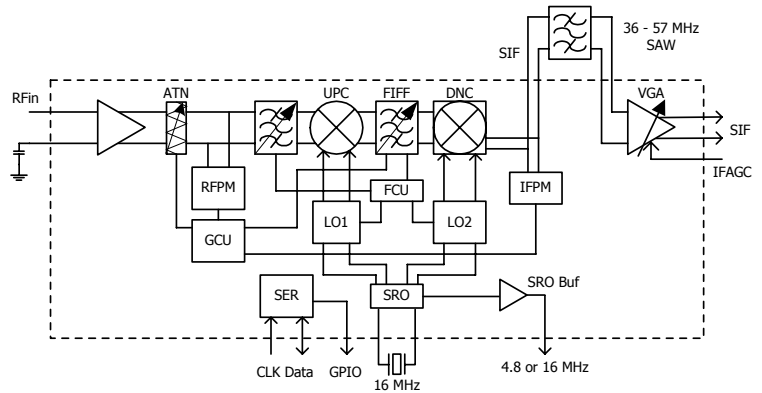 36 - 57 MHz
SAW
SIF
RFin
ATN
UPC
FIFF
DNC
VGA
SIF
IFAGC
RFPM
FCU
IFPM
GCU
LO1
LO2
SER
SRO
SRO Buf
CLK Data
GPIO
16 MHz
4.8 or 16 MHz